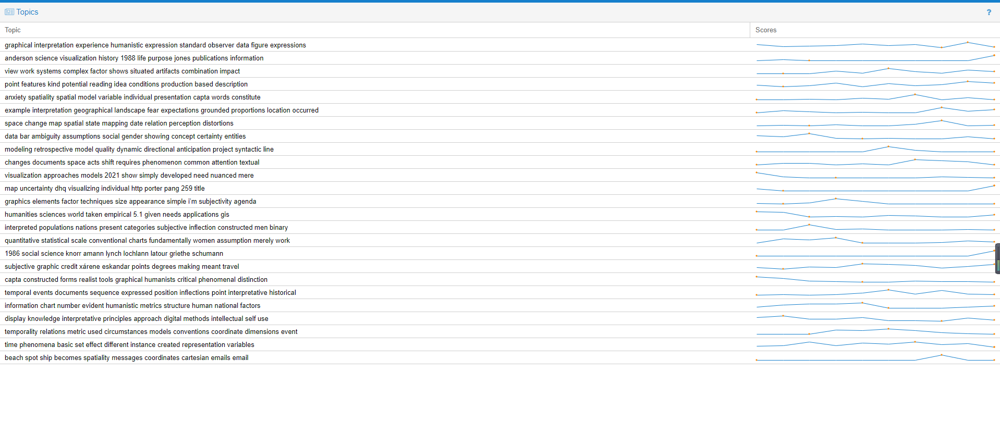 Topics
?
Topic Scores
graphical interpretation experience humanistic expression standard observer data figure expressions
anderson science visualization history 1988 life purpose jones publications information
view work systems complex factor shows situated artifacts combination impact
point features kind potential reading idea conditions production based description
anxiety spatiality spatial model variable individual presentation capta words constitute
example interpretation geographical landscape fear expectations grounded proportions location occurred
space change map spatial state mapping date relation perception distortions
data bar ambiguity assumptions social gender showing concept certainty entities
modeling retrospective model quality dynamic directional anticipation project syntactic line
changes documents space acts shift requires phenomenon common attention textual
visualization approaches models 2021 show simply developed need nuanced mere
map uncertainty dhq visualizing individual http porter pang 259 title
graphics elements factor techniques size appearance simple i'm subjectivity agenda
humanities sciences world taken empirical 5.1 given needs applications gis
interpreted populations nations present categories subjective inflection constructed men binary
quantitative statistical scale conventional charts fundamentally women assumption merely work
1986 social science knorr amann lynch lochlann latour griethe schumann
subjective graphic credit xárene eskandar points degrees making meant travel
capta constructed forms realist tools graphical humanists critical phenomenal distinction
temporal events documents sequence expressed position inflections point interpretative historical
information chart number evident humanistic metrics structure human national factors
display knowledge interpretative principles approach digital methods intellectual self use
temporality relations metric used circumstances models conventions coordinate dimensions event
time phenomena basic set effect different instance created representation variables
beach spot ship becomes spatiality messages coordinates cartesian emails email